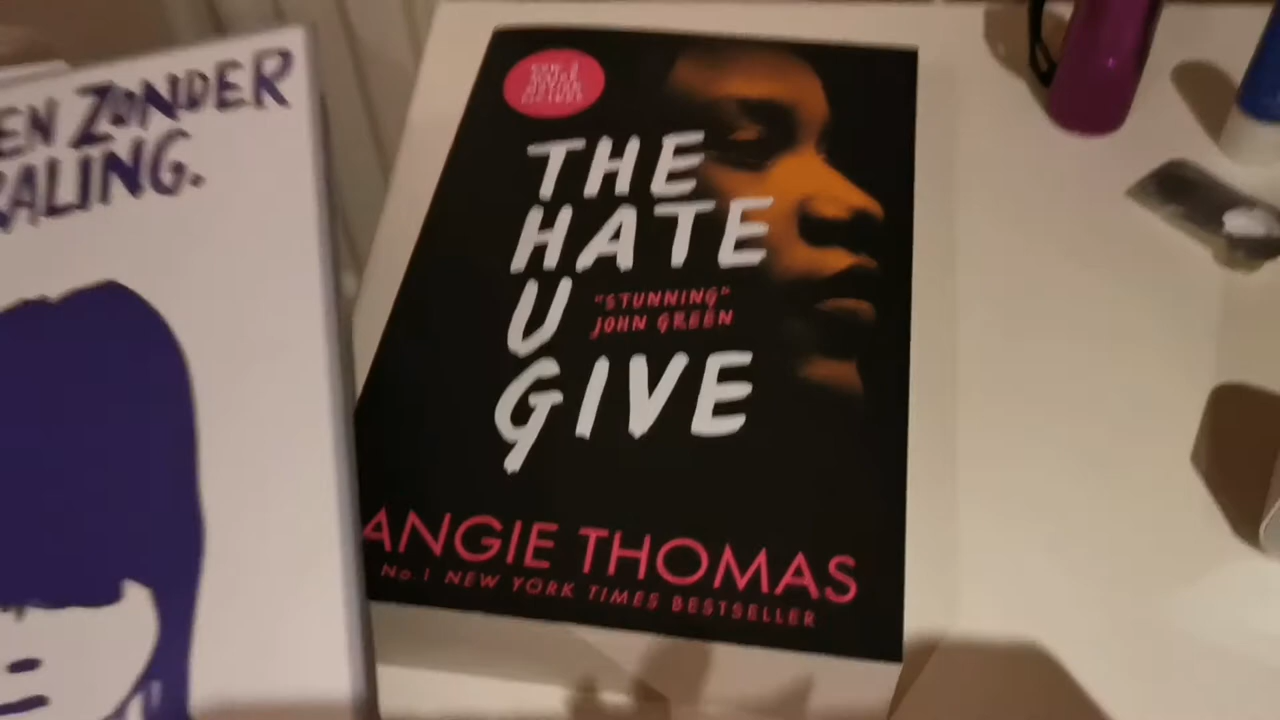 EN ZONDER
RALING.
THE
HATE
U
"STUNNING"
JOHN GREEN
GIVE
ANGIE THOMAS
No.1 NEW YORK TIMES BESTSELLER